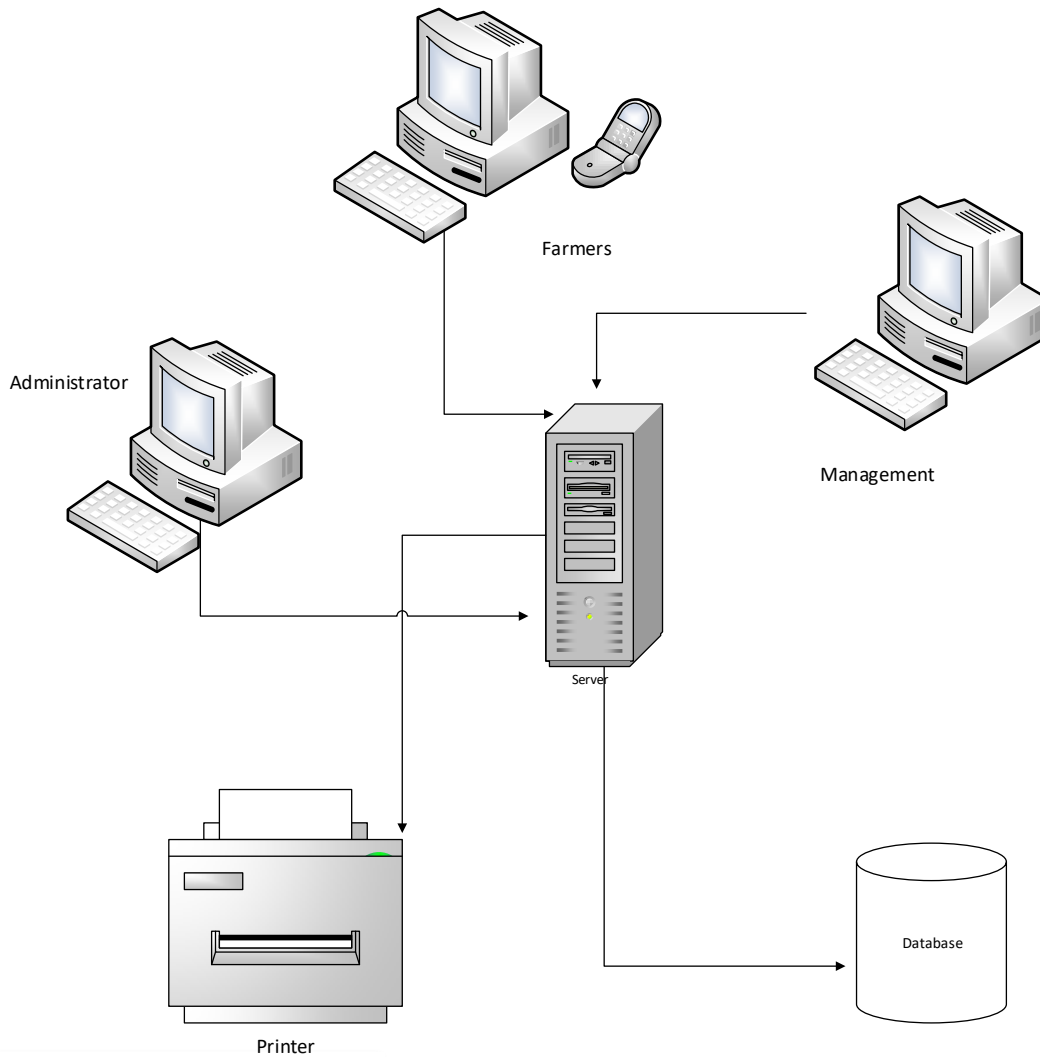 Farmers
Administrator
Management
Server
Database
Printer